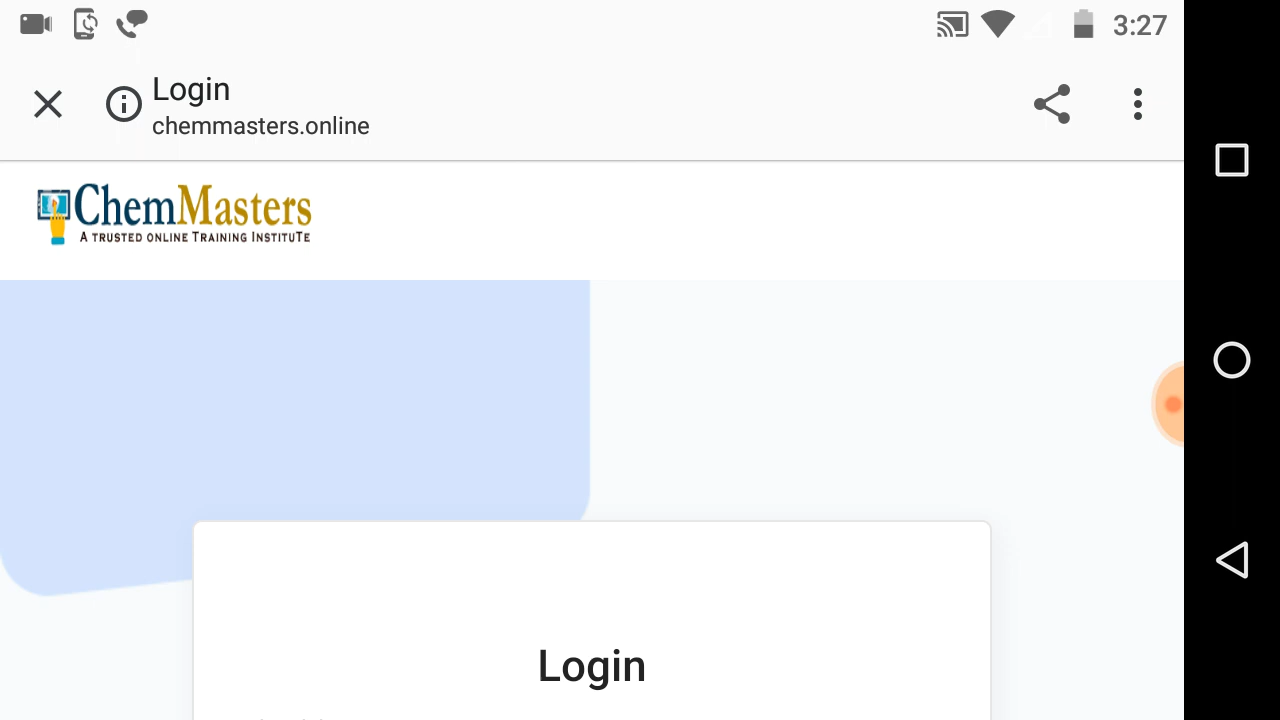 3:27
Login
chemmasters.online
ChemMasters
A TRUSTED ONLINE TRAINING INSTITUTE
Login